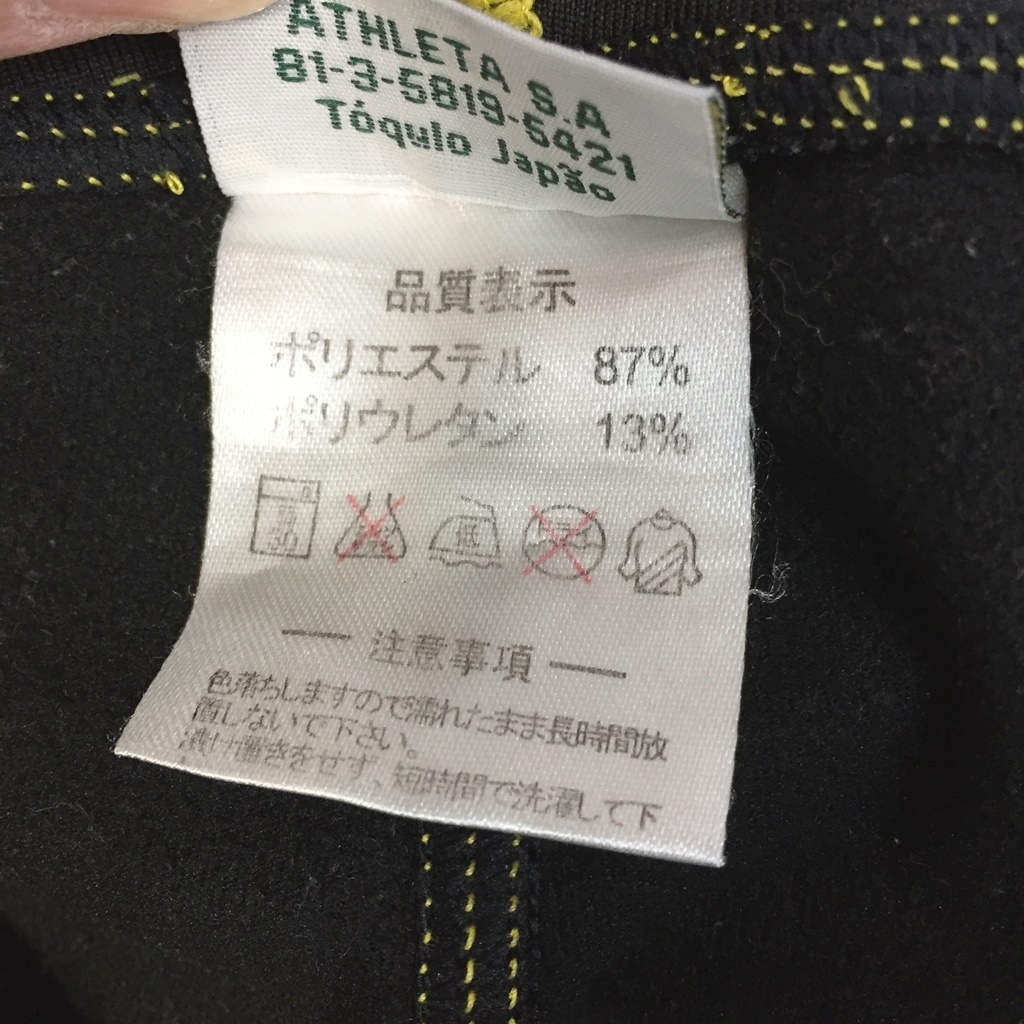 ATHLETA S.A
81-3-5819-5421
Tóquio Japão
品質表示
ポリエステル 87%
ポリウレタン 13%
注意事項
色落ちしますので濡れたまま長時間放
置しないで下さい。
漬け置きをせず、短時間で洗濯して下